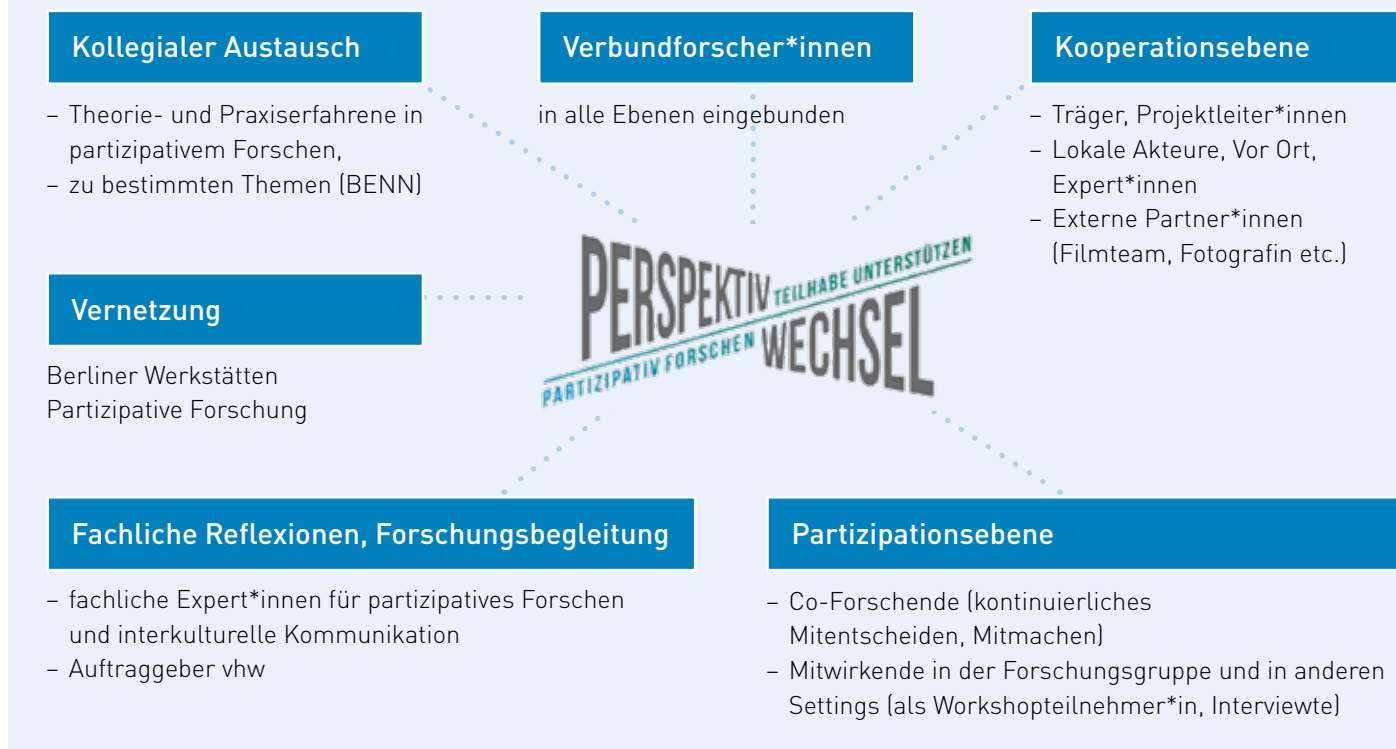 Kollegialer Austausch
– Theorie- und Praxiserfahrene in
partizipativem Forschen,
– zu bestimmten Themen (BENN)
Verbundforscher*innen
in alle Ebenen eingebunden
Kooperationsebene
– Träger, Projektleiter*innen
– Lokale Akteure, Vor Ort,
Expert*innen
– Externe Partner*innen
(Filmteam, Fotografin etc.)
Vernetzung
Berliner Werkstätten
Partizipative Forschung
PERSPEKTIV
TEILHABE UNTERSTÜTZEN
PARTIZIPATIV FORSCHEN
WECHSEL
Fachliche Reflexionen, Forschungsbegleitung
– fachliche Expert*innen für partizipatives Forschen
und interkulturelle Kommunikation
– Auftraggeber vhw
Partizipationsebene
– Co-Forschende (kontinuierliches
Mitentscheiden, Mitmachen)
– Mitwirkende in der Forschungsgruppe und in anderen
Settings (als Workshopteilnehmer*in, Interviewte)